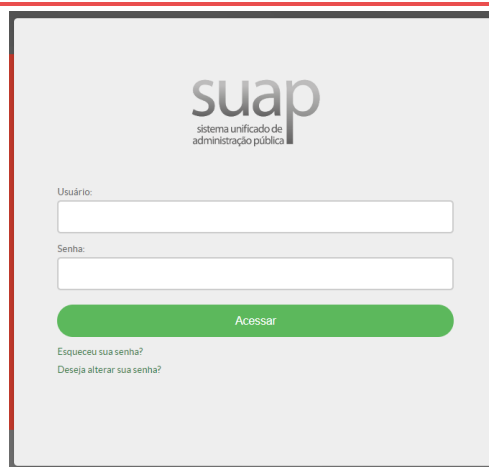 suap
sistema unificado de
administração pública
Usuário:
Senha:
Acessar
Esqueceu sua senha?
Deseja alterar sua senha?